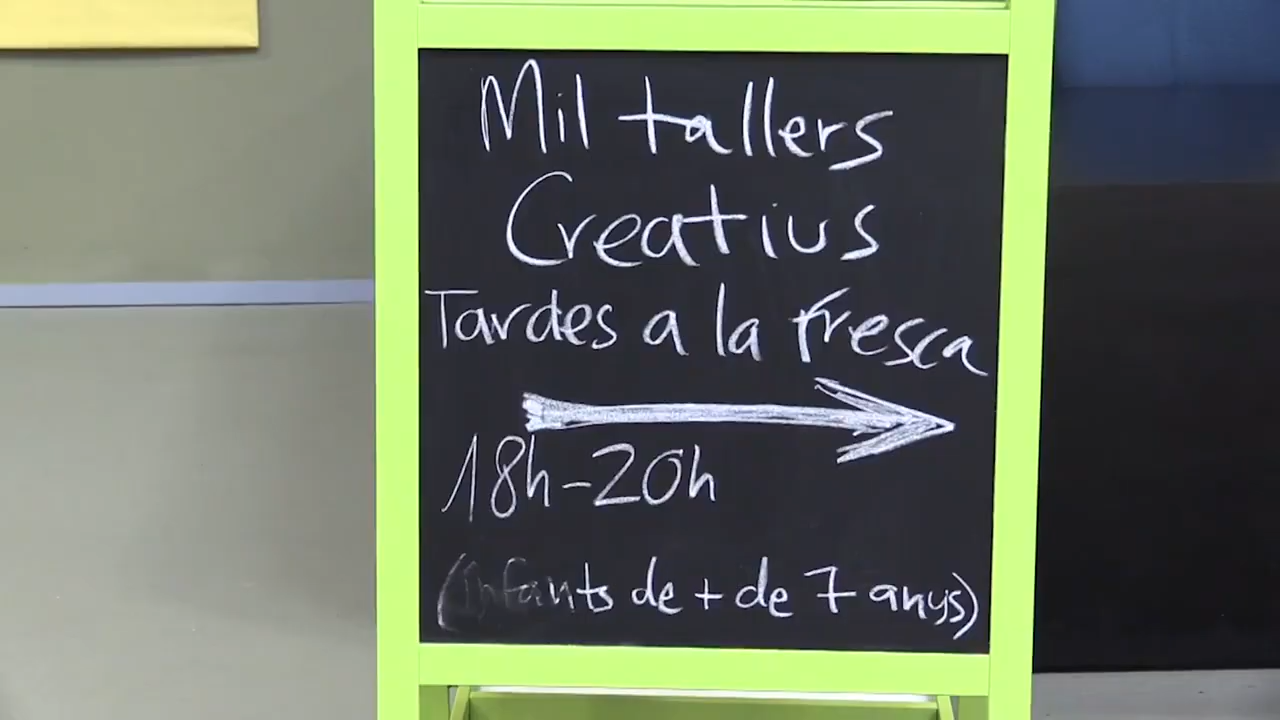 Mil tallers
Creatius
Tardes a la fresca
18h-20h
(infants de + de 7 anys)